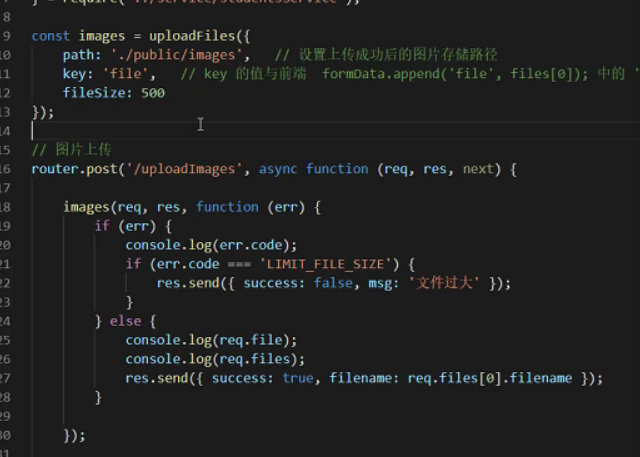 8
9 const images = uploadFiles({
10 path: './public/images', // 设置上传成功后的图片存储路径
11 key: 'file', // key 的值与前端 formData.append('file', files[0]); 中的 '
12 fileSize: 500
13 });
14
15 // 图片上传
16 router.post('/uploadImages', async function (req, res, next) {
17
18 images(req, res, function (err) {
19 if (err) {
20 console.log(err.code);
21 if (err.code === 'LIMIT_FILE_SIZE') {
22 res.send({ success: false, msg: '文件过大' });
23 }
24 } else {
25 console.log(req.file);
26 console.log(req.files);
27 res.send({ success: true, filename: req.files[0].filename });
28 }
29
30 });